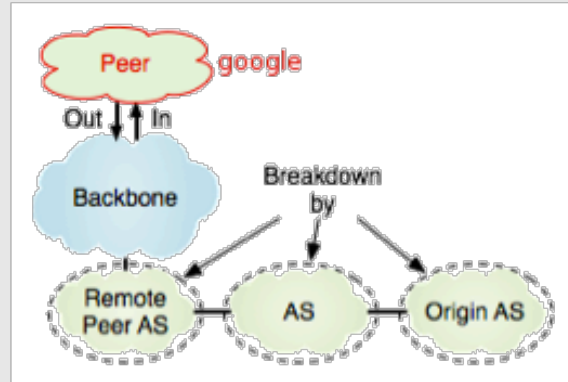 Peer
google
Out
In
Backbone
Breakdown
by
Remote
Peer AS
AS
Origin AS